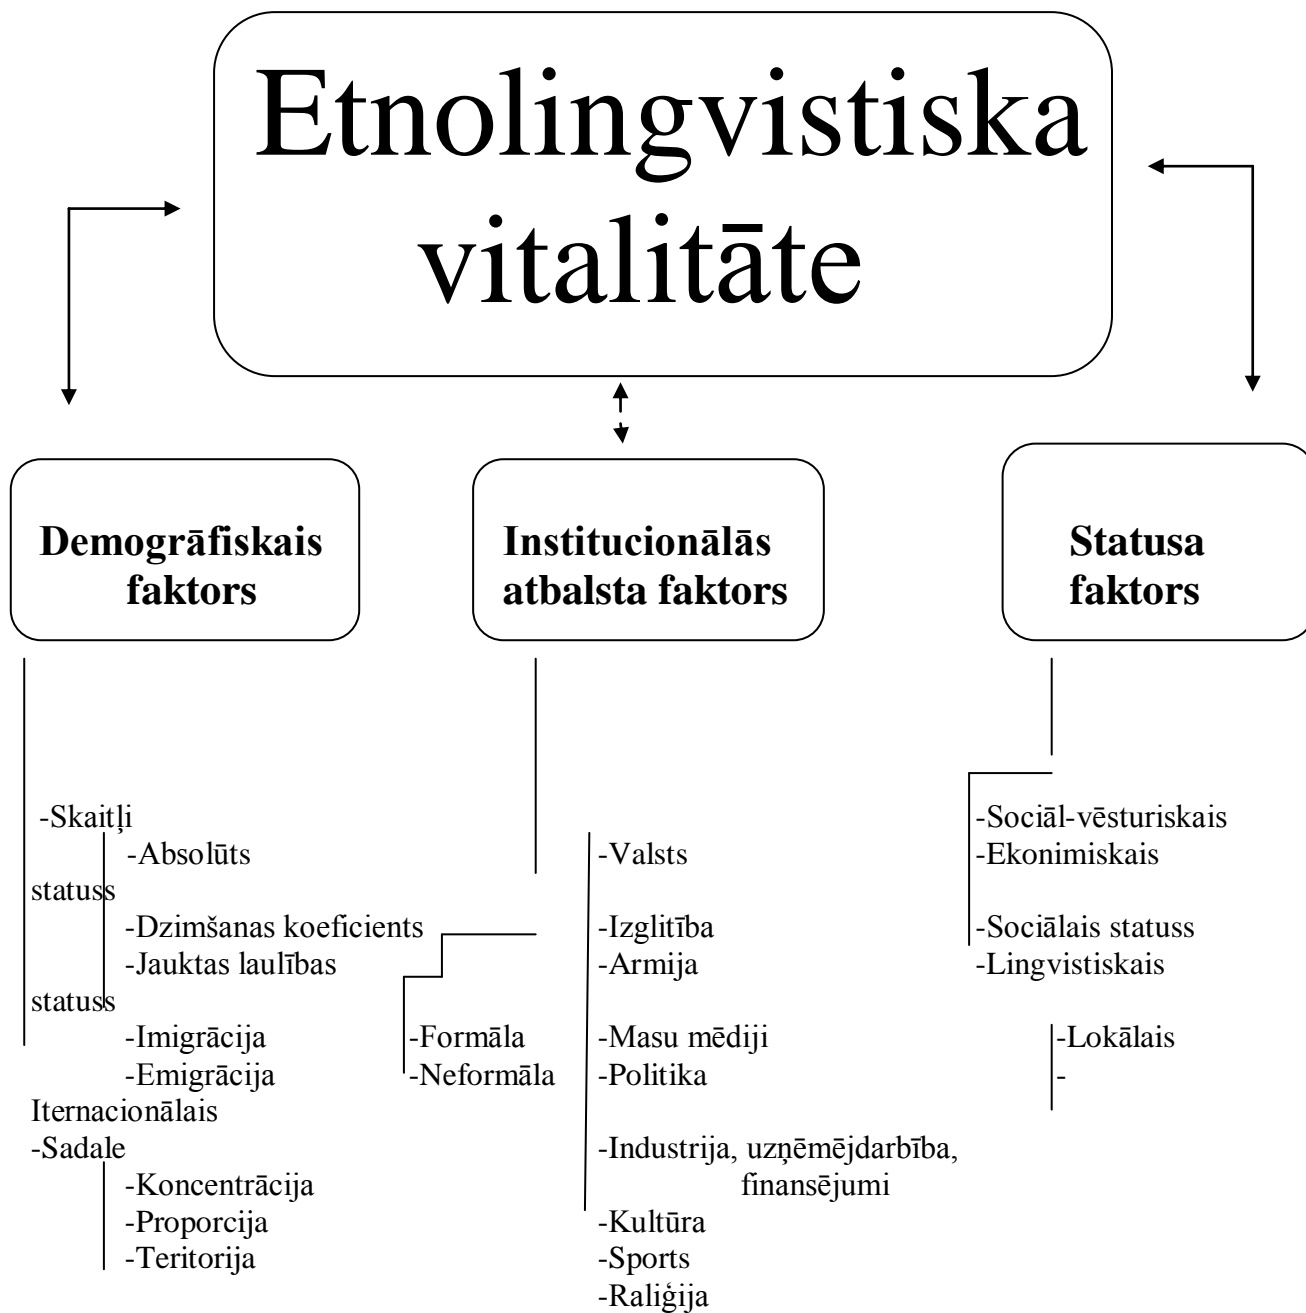 Etnolingvistiska
vitalitāte
Demogrāfiskais
faktors
Institucionālās
atbalsta faktors
Statusa
faktors
-Skaitļi
-Sociāl-vēsturiskais
-Absolūts
-Valsts
-Ekonimiskais
statuss
-Dzimšanas koeficients
-Izglitība
-Sociālais statuss
-Jauktas laulības
-Armija
-Lingvistiskais
statuss
-Imigrācija
-Formāla
-Masu mēdiji
-Lokālais
-Emigrācija
-Neformāla
-Politika
-
Iternacionālais
-Sadale
-Industrija, uzņēmējdarbība,
-Koncentrācija
finansējumi
-Proporcija
-Kultūra
-Teritorija
-Sports
-Raliģija